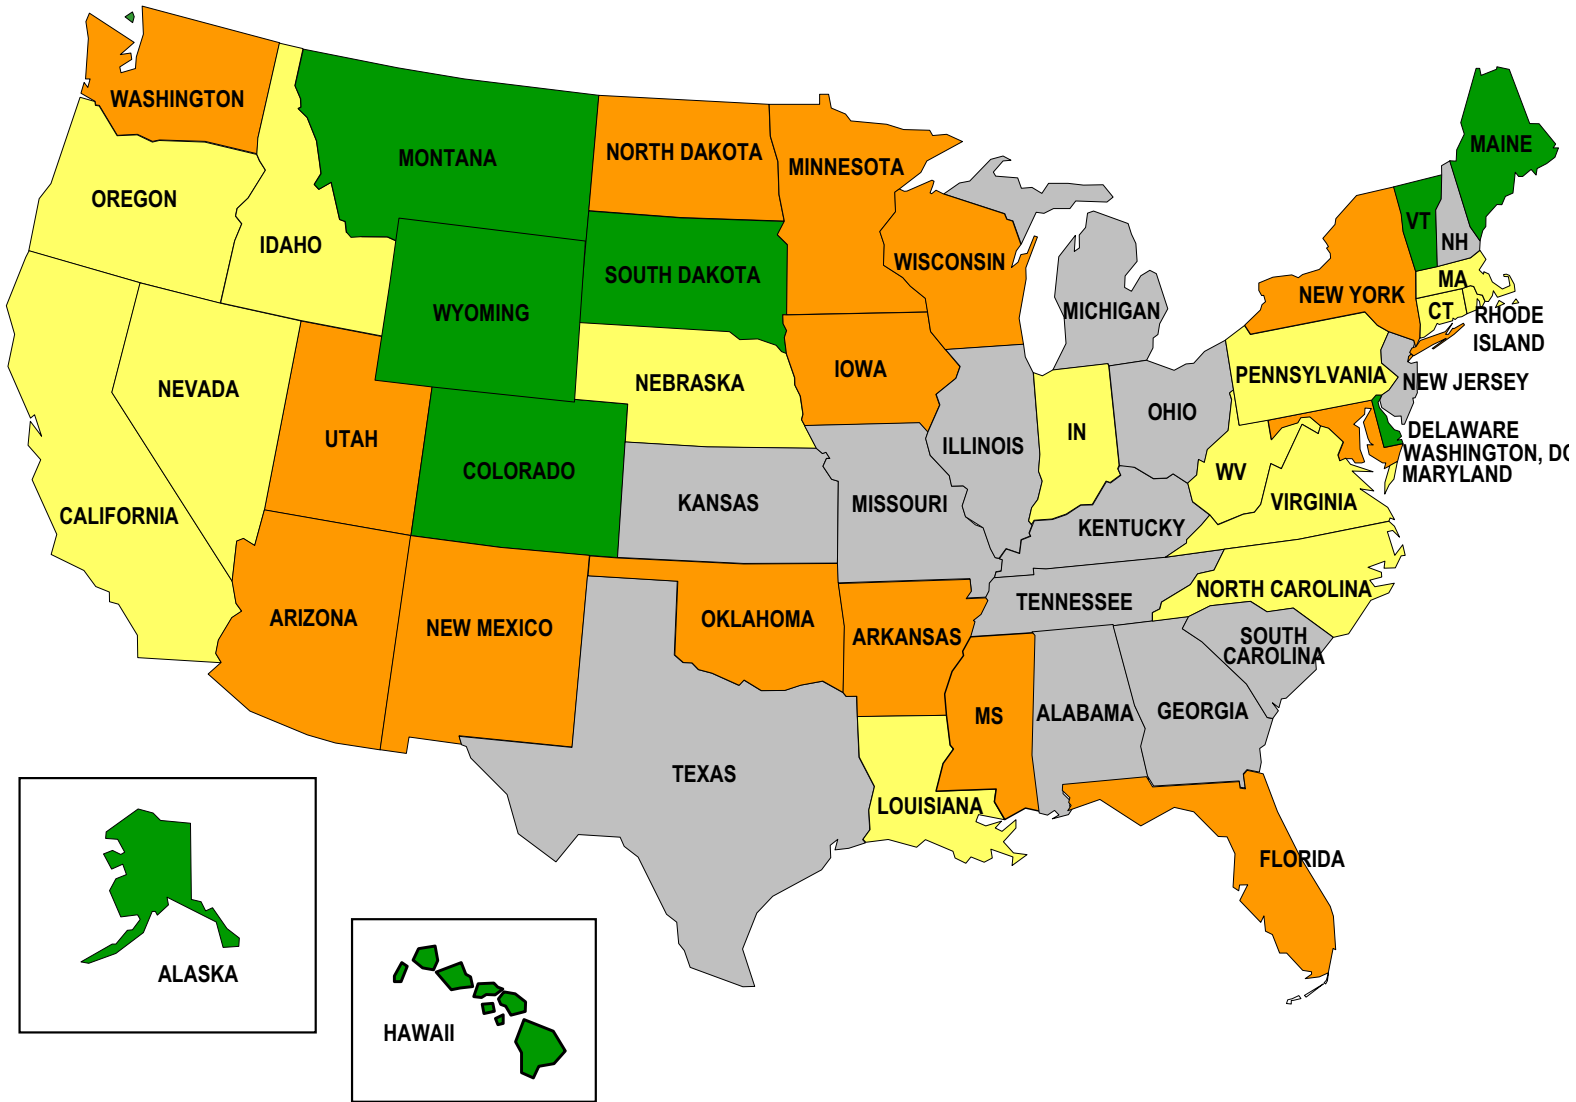 WASHINGTON
MONTANA
NORTH DAKOTA
MINNESOTA
MAINE
OREGON
IDAHO
VT
NH
WISCONSIN
SOUTH DAKOTA
WYOMING
MICHIGAN
NEW YORK
MA
CT
RHODE
ISLAND
NEVADA
NEBRASKA
IOWA
PENNSYLVANIA
NEW JERSEY
UTAH
COLORADO
ILLINOIS
IN
OHIO
DELAWARE
WASHINGTON, DC
MARYLAND
CALIFORNIA
KANSAS
MISSOURI
WV
VIRGINIA
KENTUCKY
ARIZONA
NEW MEXICO
OKLAHOMA
ARKANSAS
TENNESSEE
NORTH CAROLINA
SOUTH
CAROLINA
MS
ALABAMA
GEORGIA
TEXAS
LOUISIANA
FLORIDA
ALASKA
HAWAII